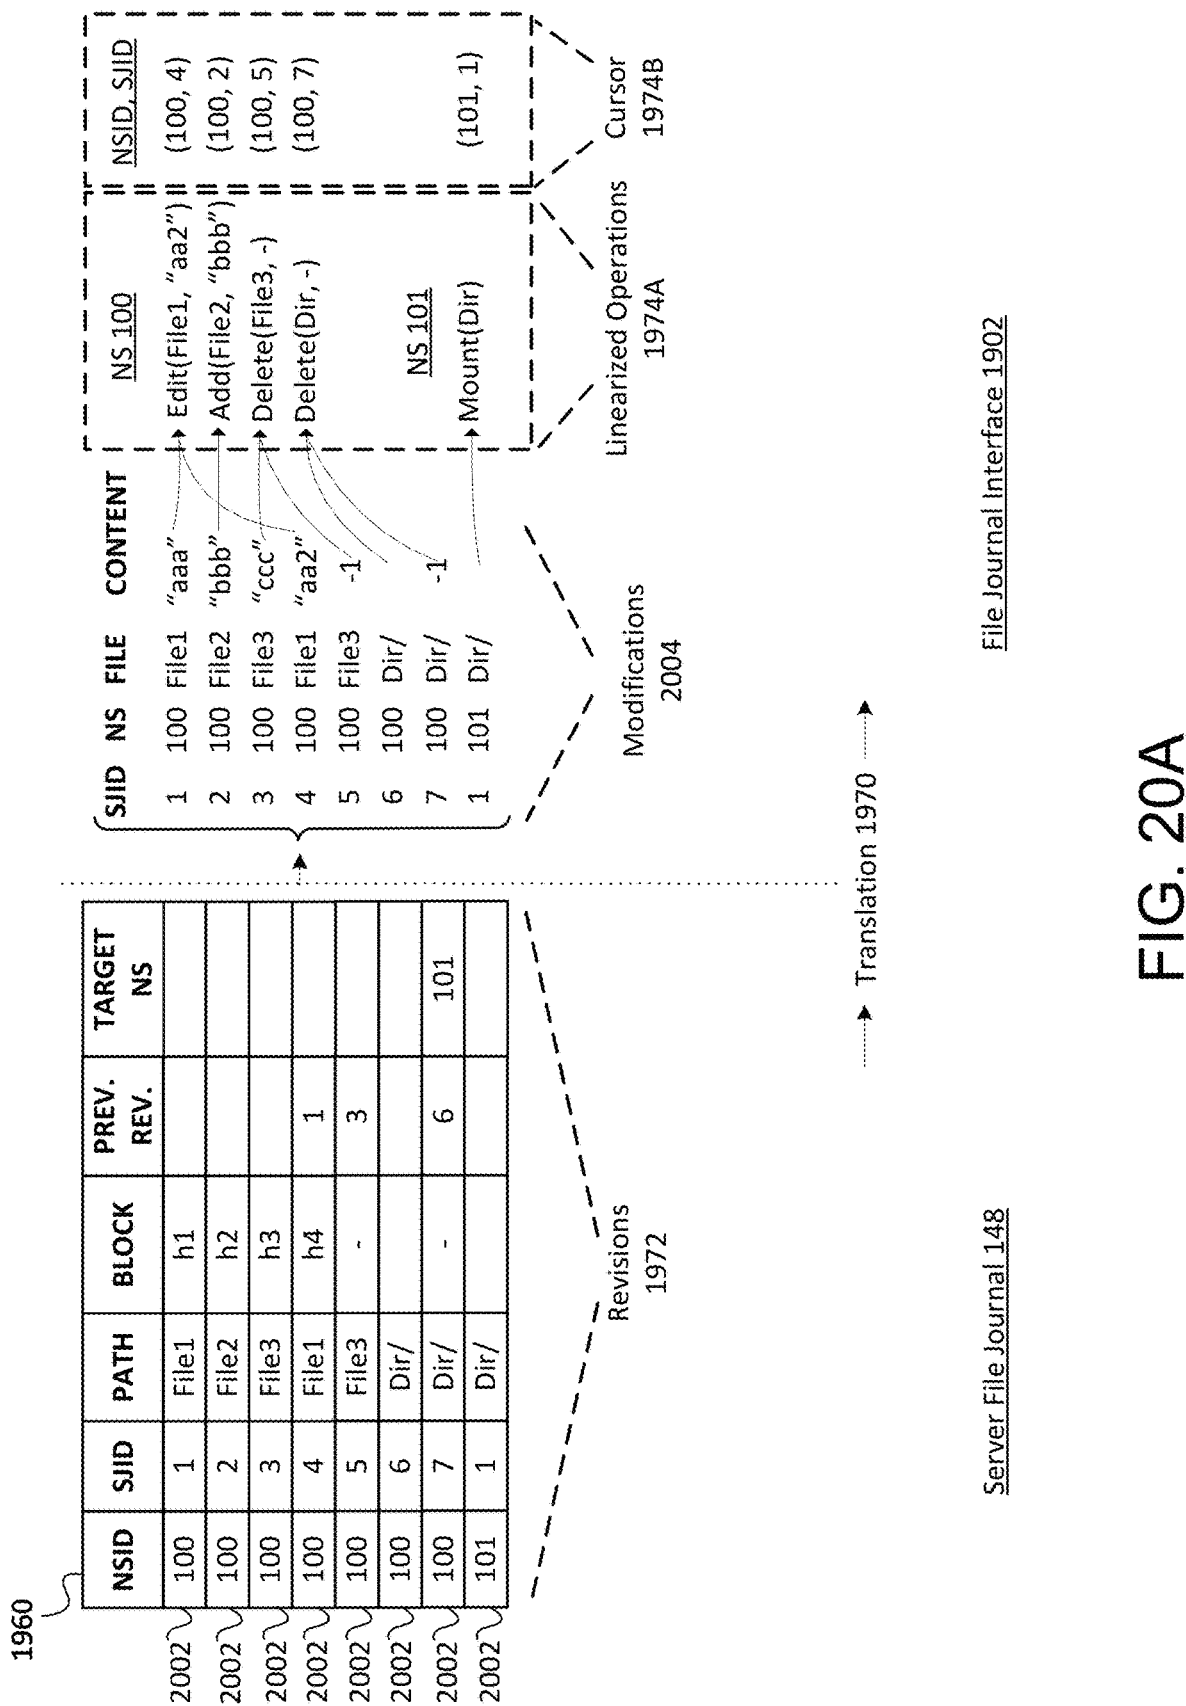 1960
NSID SJID PATH BLOCK PREV. REV. TARGET NS
2002 100 1 File1 h1
2002 100 2 File2 h2
2002 100 3 File3 h3
2002 100 4 File1 h4 1
2002 100 5 File3 - 3
2002 100 6 Dir/
2002 100 7 Dir/ - 6 101
2002 101 1 Dir/
Revisions
1972
SJID NS FILE CONTENT
1 100 File1 “aaa”
2 100 File2 “bbb”
3 100 File3 “ccc”
4 100 File1 “aa2”
5 100 File3 -1
6 100 Dir/
7 100 Dir/ -1
1 101 Dir/
Modifications
2004
NS 100
Edit(File1, “aa2”)
Add(File2, “bbb”)
Delete(File3, -)
Delete(Dir, -)
NS 101
Mount(Dir)
Linearized Operations
1974A
NSID, SJID
(100, 4)
(100, 2)
(100, 5)
(100, 7)
(101, 1)
Cursor
1974B
Translation 1970
Server File Journal 148
File Journal Interface 1902
FIG. 20A